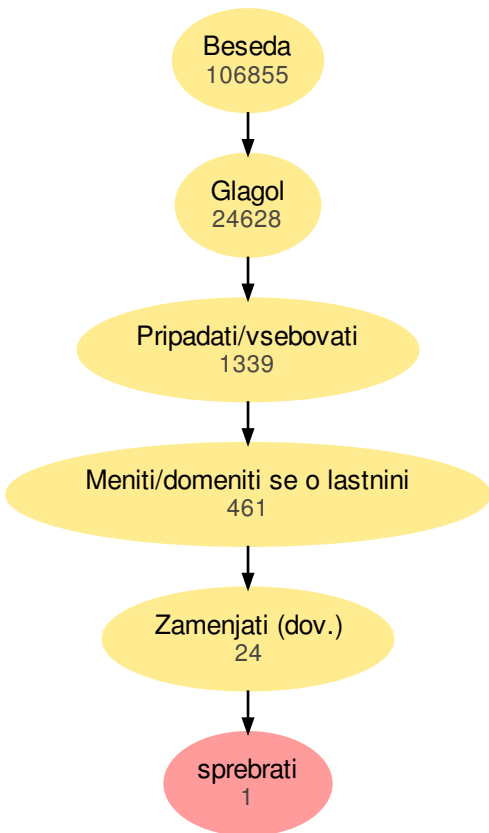 Beseda
106855
Glagol
24628
Pripadati/vsebovati
1339
Meniti/domeniti se o lastnini
461
Zamenjati (dov.)
24
sprebrati
1